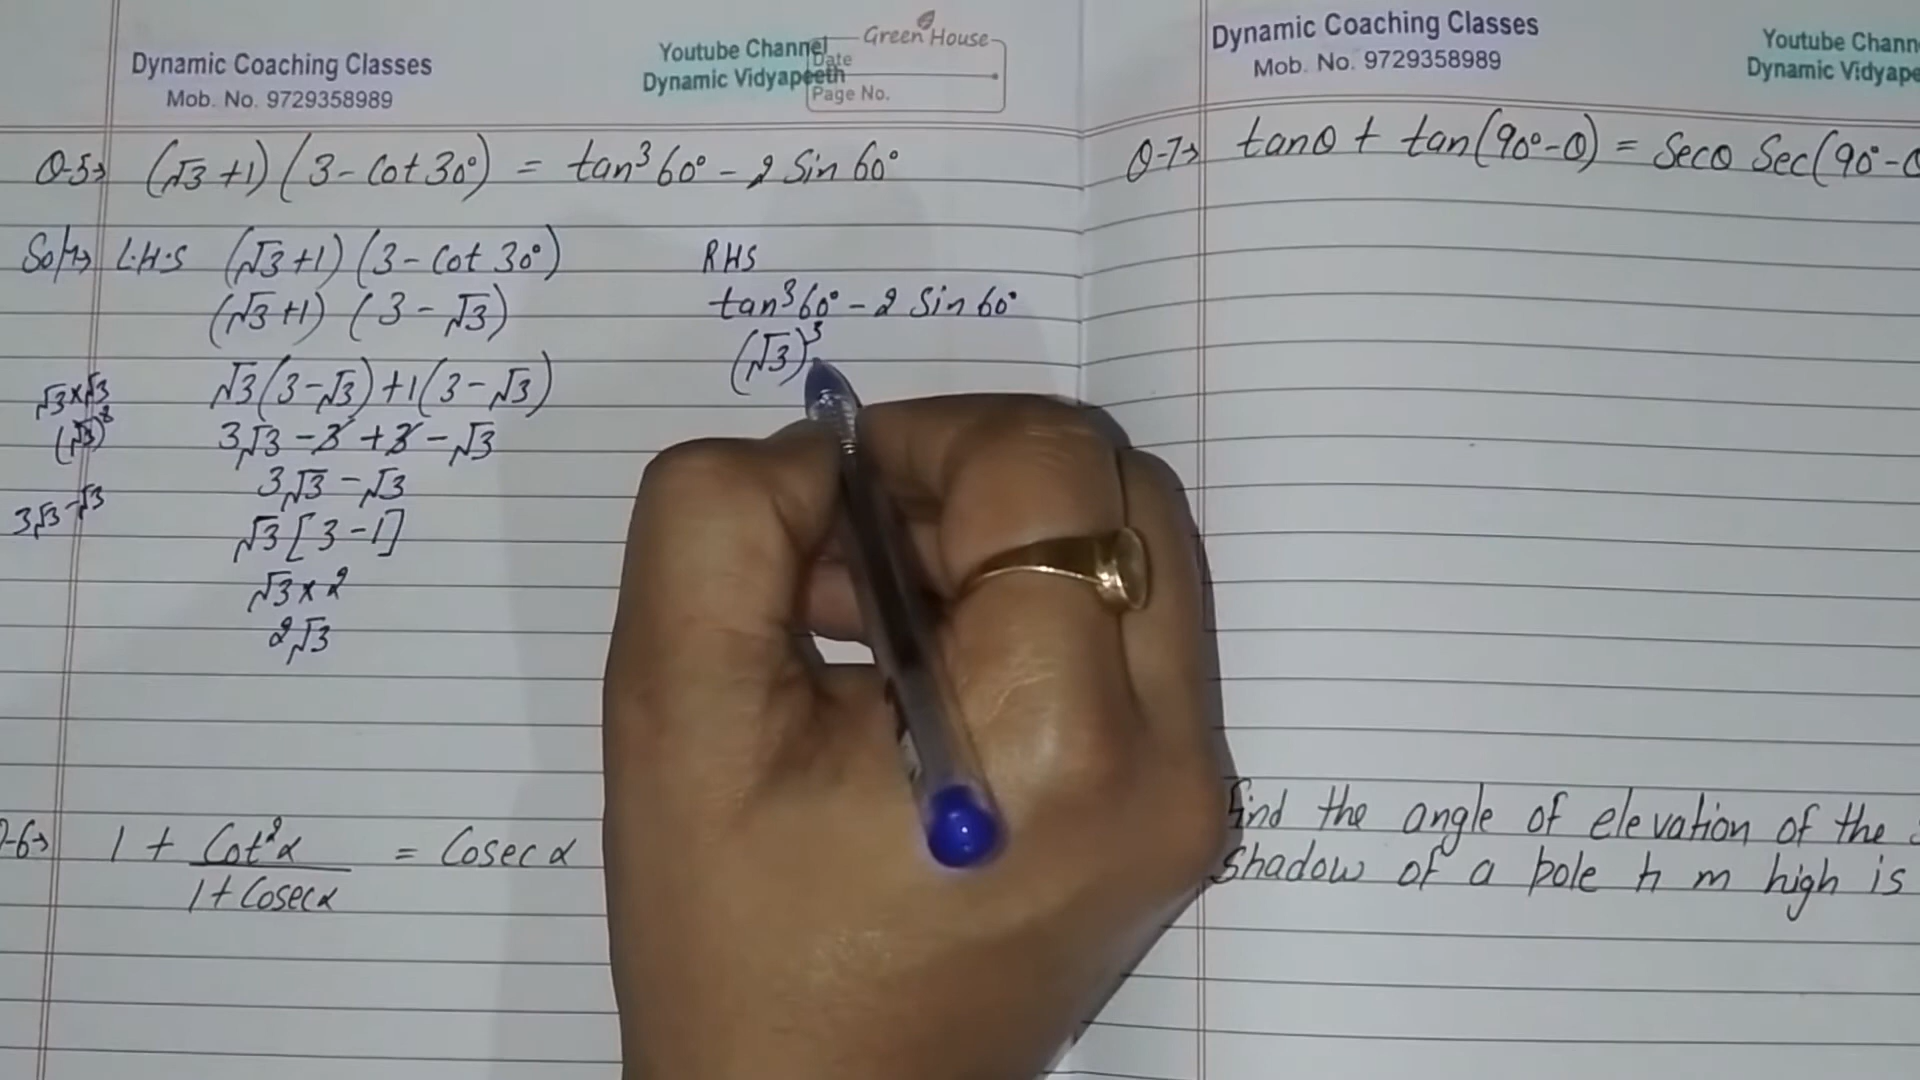 Dynamic Coaching Classes
Mob. No. 9729358989
Youtube Channel
Dynamic Vidyapeeth
Green House
Date
Page No.
Q-5→ (√3+1) (3-Cot 30°) = tan³60° - 2 Sin 60°
Soln→ L.H.S (√3+1) (3-Cot 30°)
(√3+1) (3-√3)
√3(3-√3)+1(3-√3)
3√3-3+3-√3
3√3-√3
√3[3-1]
√3×2
2√3
√3×√3
(√3)²
3√3-√3
RHS
tan³60° - 2 Sin 60°
(√3)³
Q-6→ 1 + Cot²α / 1+Cosecα = Cosec α
Dynamic Coaching Classes
Mob. No. 9729358989
Youtube Chann
Dynamic Vidyape
Q-7→ tanθ + tan(90°-θ) = Secθ Sec(90°-θ
Find the angle of elevation of the
Shadow of a pole h m high is